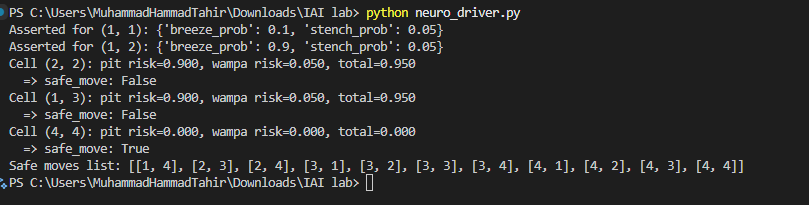 PS C:\Users\MuhammadHammadTahir\Downloads\IAI lab> python neuro_driver.py
Asserted for (1, 1): {'breeze_prob': 0.1, 'stench_prob': 0.05}
Asserted for (1, 2): {'breeze_prob': 0.9, 'stench_prob': 0.05}
Cell (2, 2): pit risk=0.900, wampa risk=0.050, total=0.950
  => safe_move: False
Cell (1, 3): pit risk=0.900, wampa risk=0.050, total=0.950
  => safe_move: False
Cell (4, 4): pit risk=0.000, wampa risk=0.000, total=0.000
  => safe_move: True
Safe moves list: [[1, 4], [2, 3], [2, 4], [3, 1], [3, 2], [3, 3], [3, 4], [4, 1], [4, 2], [4, 3], [4, 4]]
PS C:\Users\MuhammadHammadTahir\Downloads\IAI lab>